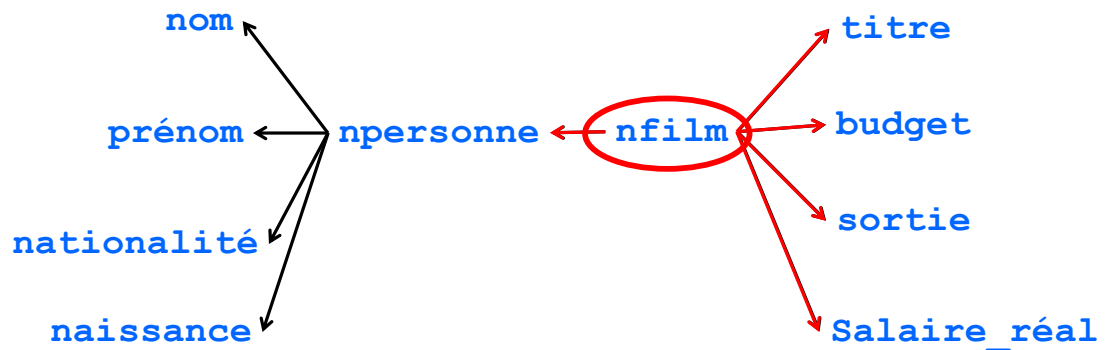 nom
titre
prénom npersonne nfilm budget
nationalité
sortie
naissance
Salaire_réal